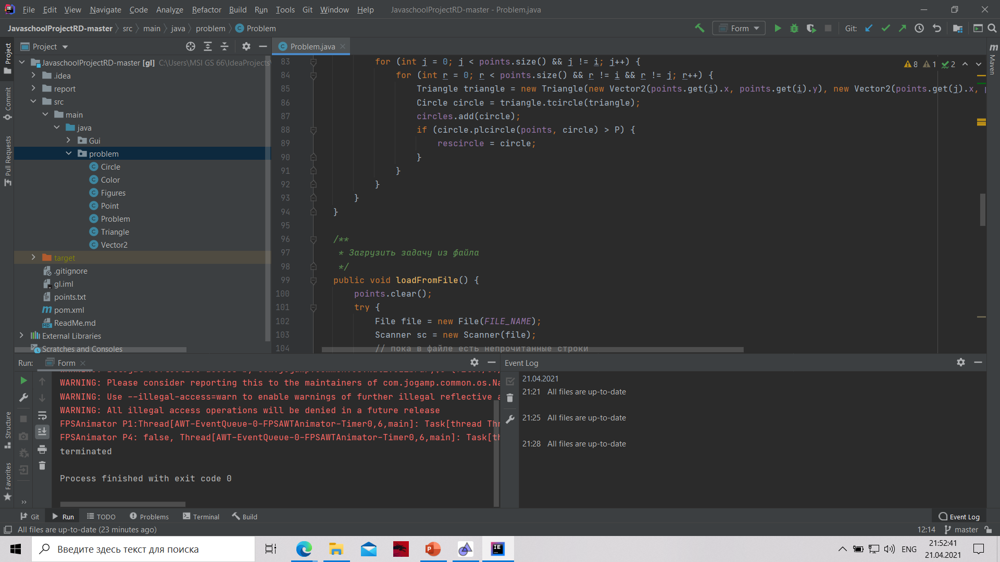 File Edit View Navigate Code Analyze Refactor Build Run Tools Git Window Help JavaschoolProjectRD-master - Problem.java
JavaschoolProjectRD-master src main java problem Problem
Form Git:
Project
Problem.java
JavaschoolProjectRD-master [gl] C:\Users\MSI GS 66\IdeaProjects\
.idea
report
src
main
java
Gui
problem
Circle
Color
Figures
Point
Problem
Triangle
Vector2
target
.gitignore
gl.iml
points.txt
pom.xml
ReadMe.md
External Libraries
Scratches and Consoles
Project
Commit
Pull Requests
Structure
Favorites
Maven
8 1 2
83 for (int j = 0; j < points.size() && j != i; j++) {
84 for (int r = 0; r < points.size() && r != i && r != j; r++) {
85 Triangle triangle = new Triangle(new Vector2(points.get(i).x, points.get(i).y), new Vector2(points.get(j).x,
86 Circle circle = triangle.tcircle(triangle);
87 circles.add(circle);
88 if (circle.plcircle(points, circle) > P) {
89 rescircle = circle;
90 }
91 }
92 }
93 }
94 }
95
96 /**
97 * Загрузить задачу из файла
98 */
99 public void loadFromFile() {
100 points.clear();
101 try {
102 File file = new File(FILE_NAME);
103 Scanner sc = new Scanner(file);
104 // пока в файле есть непрочитанные строки
Run: Form
WARNING: Please consider reporting this to the maintainers of com.jogamp.common.os.Na
WARNING: Use --illegal-access=warn to enable warnings of further illegal reflective a
WARNING: All illegal access operations will be denied in a future release
FPSAnimator P1:Thread[AWT-EventQueue-0-FPSAWTAnimator-Timer0,6,main]: Task[thread Thr
FPSAnimator P4: false, Thread[AWT-EventQueue-0-FPSAWTAnimator-Timer0,6,main]: Task[th
terminated
Process finished with exit code 0
Event Log
21.04.2021
21:21 All files are up-to-date
21:25 All files are up-to-date
21:28 All files are up-to-date
Git Run TODO Problems Terminal Build Event Log
All files are up-to-date (23 minutes ago) 12:14 master
Введите здесь текст для поиска
ENG
21:52:41
21.04.2021